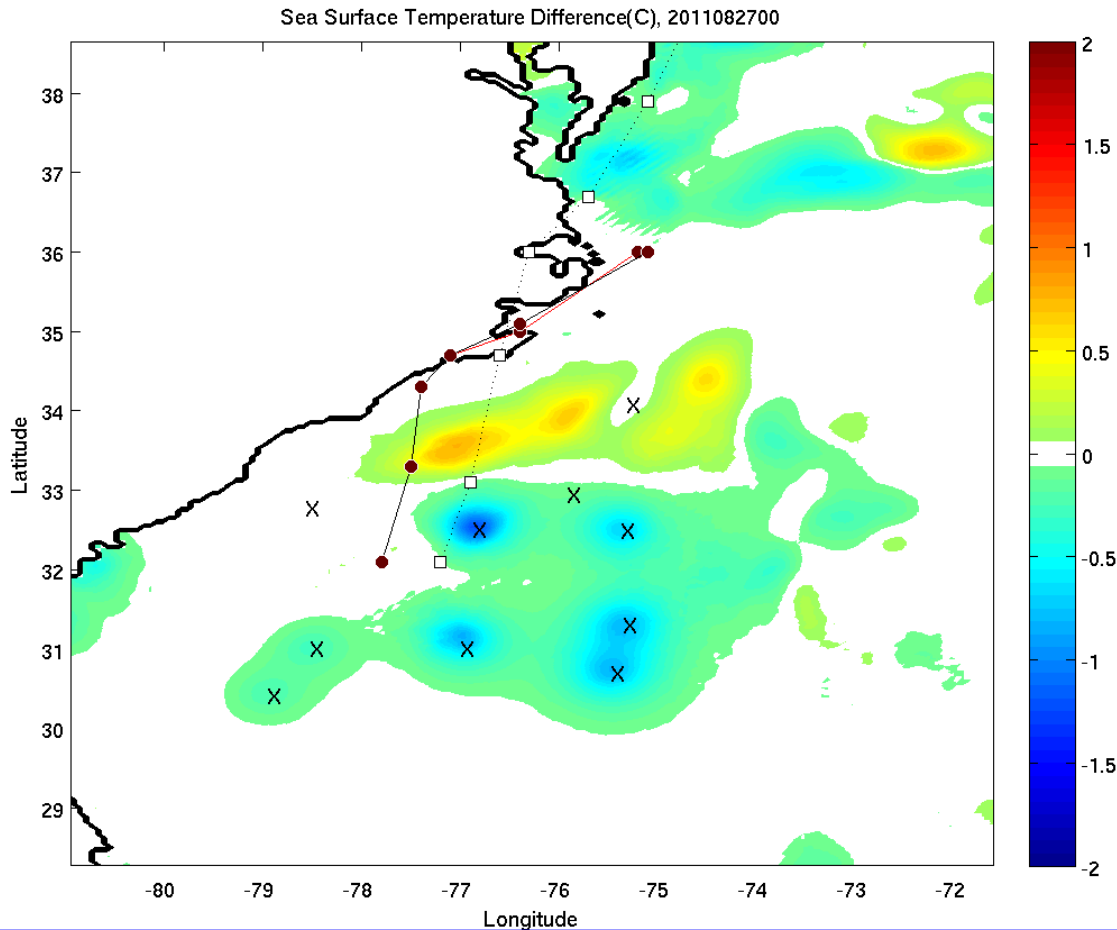 Sea Surface Temperature Difference(C), 2011082700
38
37
36
35
34
33
32
31
30
29
Latitude
-80
-79
-78
-77
-76
-75
-74
-73
-72
Longitude
2
1.5
1
0.5
0
-0.5
-1
-1.5
-2
X
X
X
X
X
X
X
X
X
X